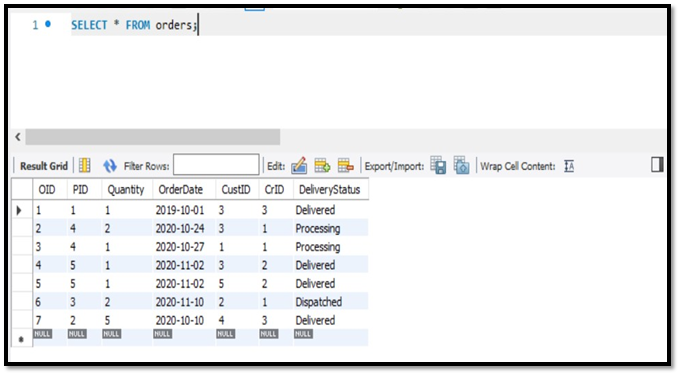 1 SELECT * FROM orders;
Result Grid Filter Rows: Edit: Export/Import: Wrap Cell Content: IA
OID PID Quantity OrderDate CustID CrID DeliveryStatus
1 1 1 2019-10-01 3 3 Delivered
2 4 2 2020-10-24 3 1 Processing
3 4 1 2020-10-27 1 1 Processing
4 5 1 2020-11-02 3 2 Delivered
5 5 1 2020-11-02 5 2 Delivered
6 3 2 2020-11-10 2 1 Dispatched
7 2 5 2020-10-10 4 3 Delivered
NULL NULL NULL NULL NULL NULL NULL